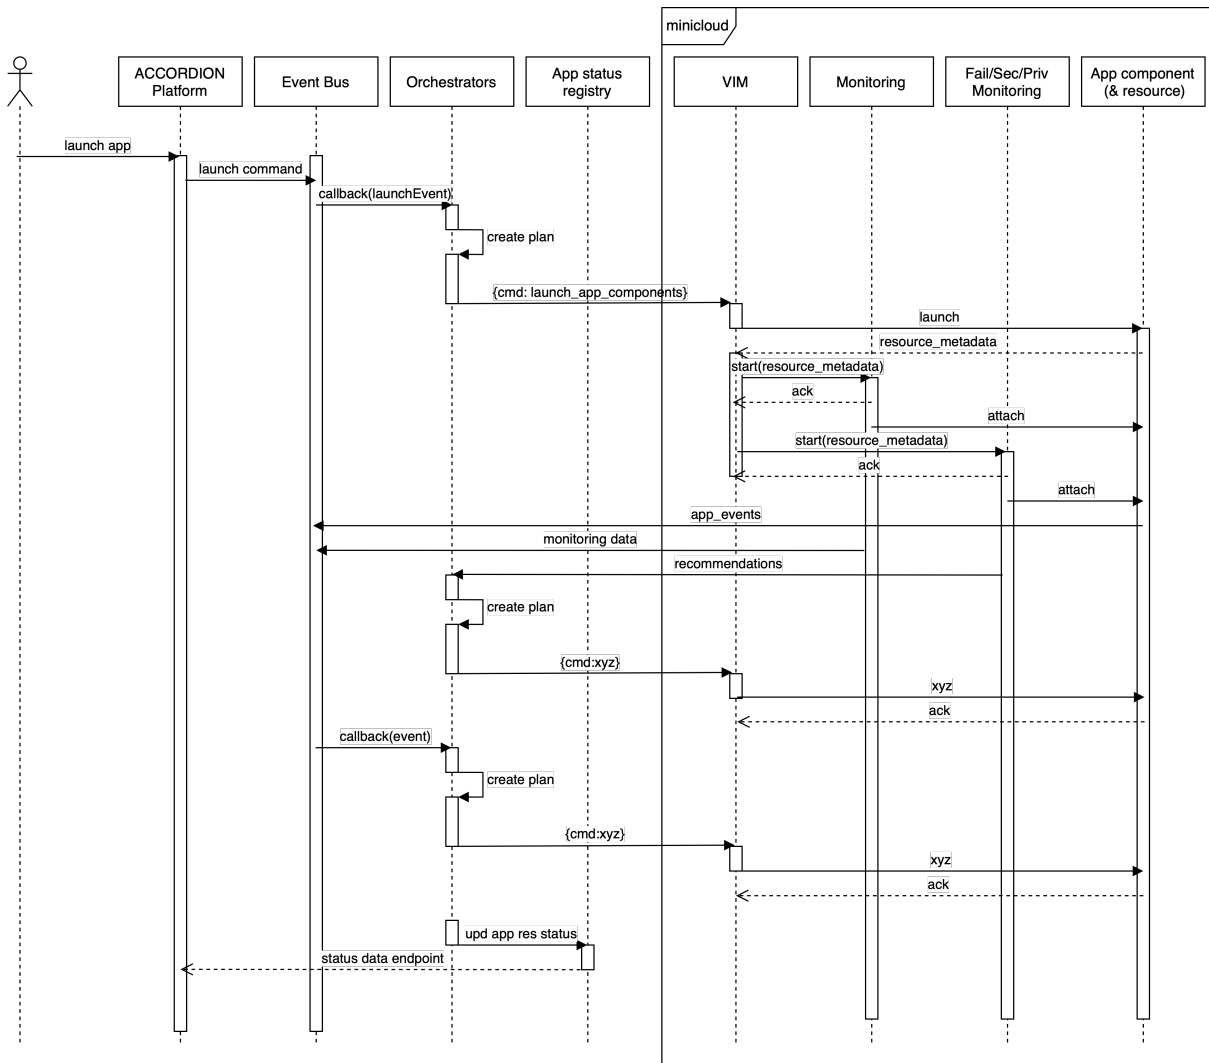 minicloud
ACCORDION
Platform
Event Bus
Orchestrators
App status
registry
VIM
Monitoring
Fail/Sec/Priv
Monitoring
App component
(& resource)
launch app
launch command
callback(launchEvent)
create plan
{cmd: launch_app_components}
launch
resource_metadata
start(resource_metadata)
ack
attach
start(resource_metadata)
ack
attach
app_events
monitoring data
recommendations
create plan
{cmd:xyz}
xyz
ack
callback(event)
create plan
{cmd:xyz}
xyz
ack
upd app res status
status data endpoint